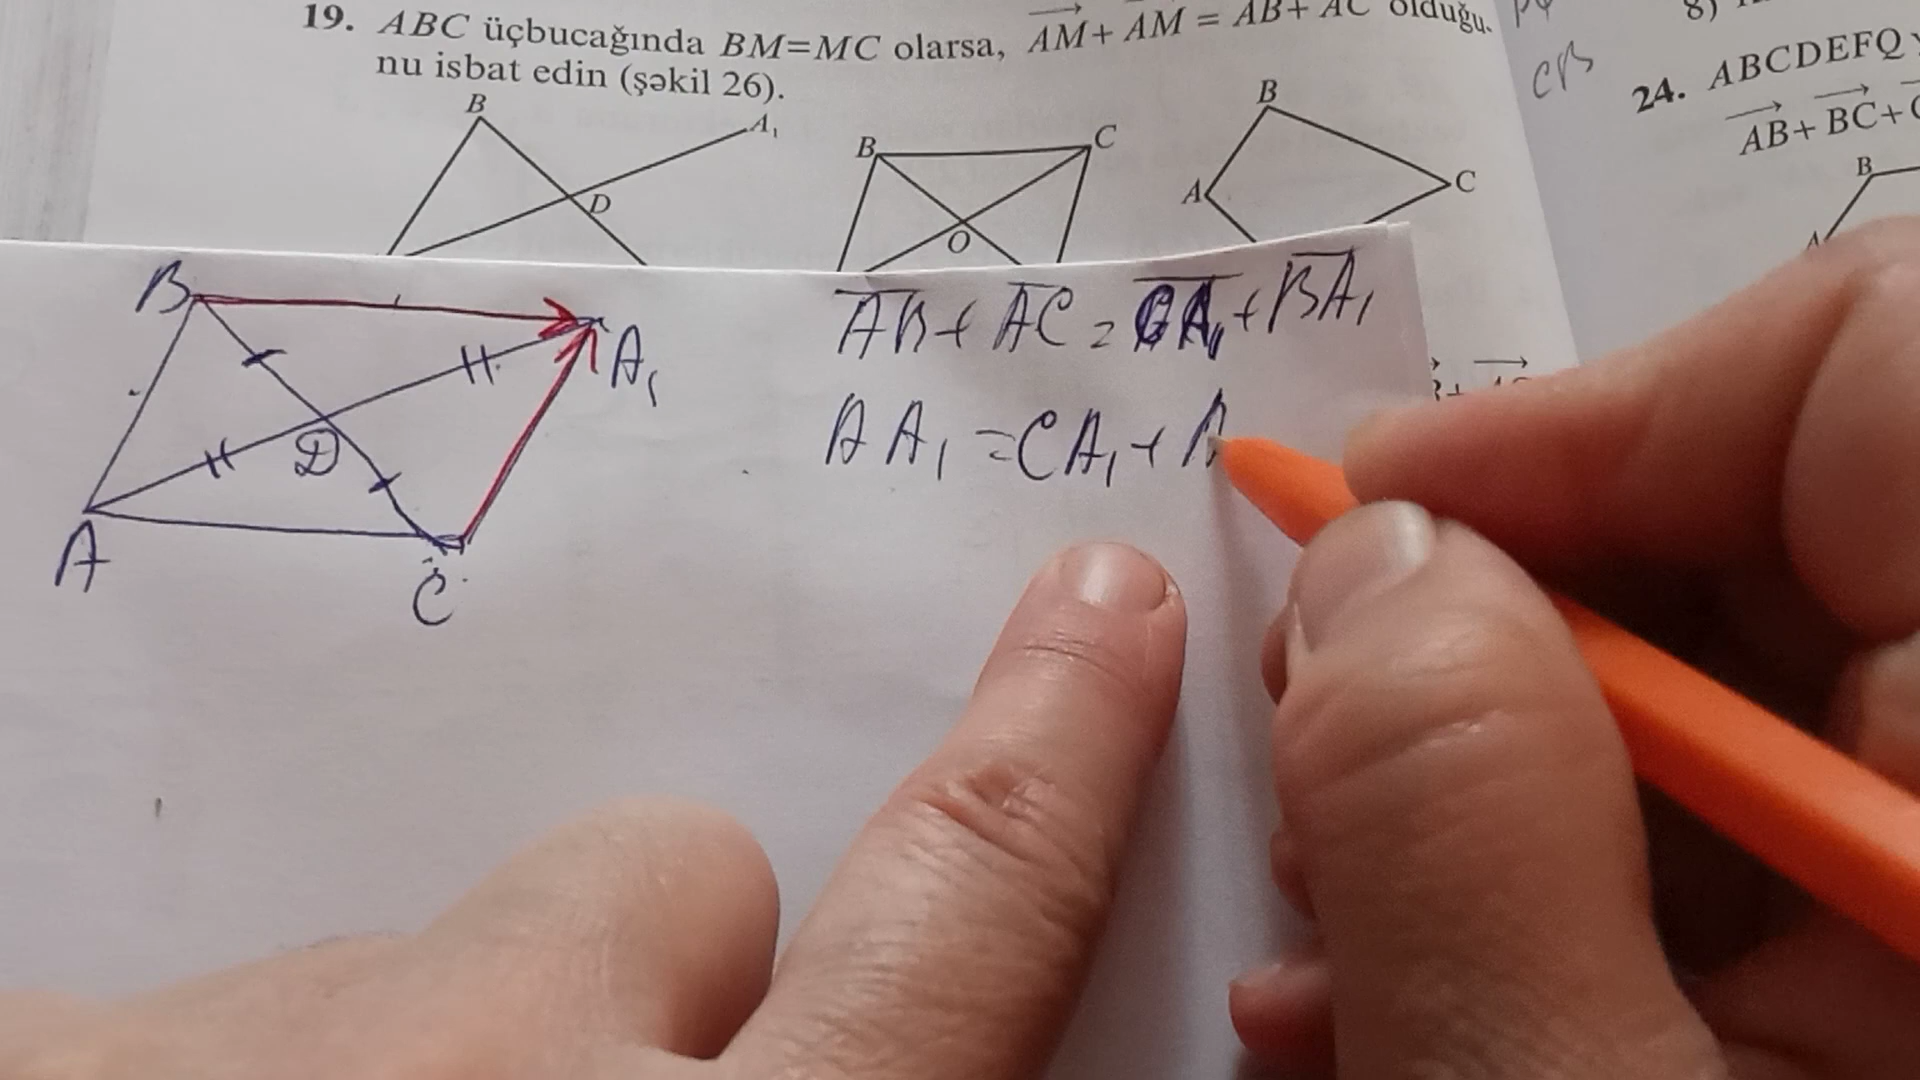 19. ABC üçbucağında BM=MC olarsa, AM+ AM = AB+ AC olduğu.
nu isbat edin (şəkil 26).
B
A₁
D
B
C
O
B
A
C
24. ABCDEFQ
AB+ BC+
B
A
B
A₁
D
A
C
AB + AC = CA₁ + BA₁
AA₁ = CA₁ + A